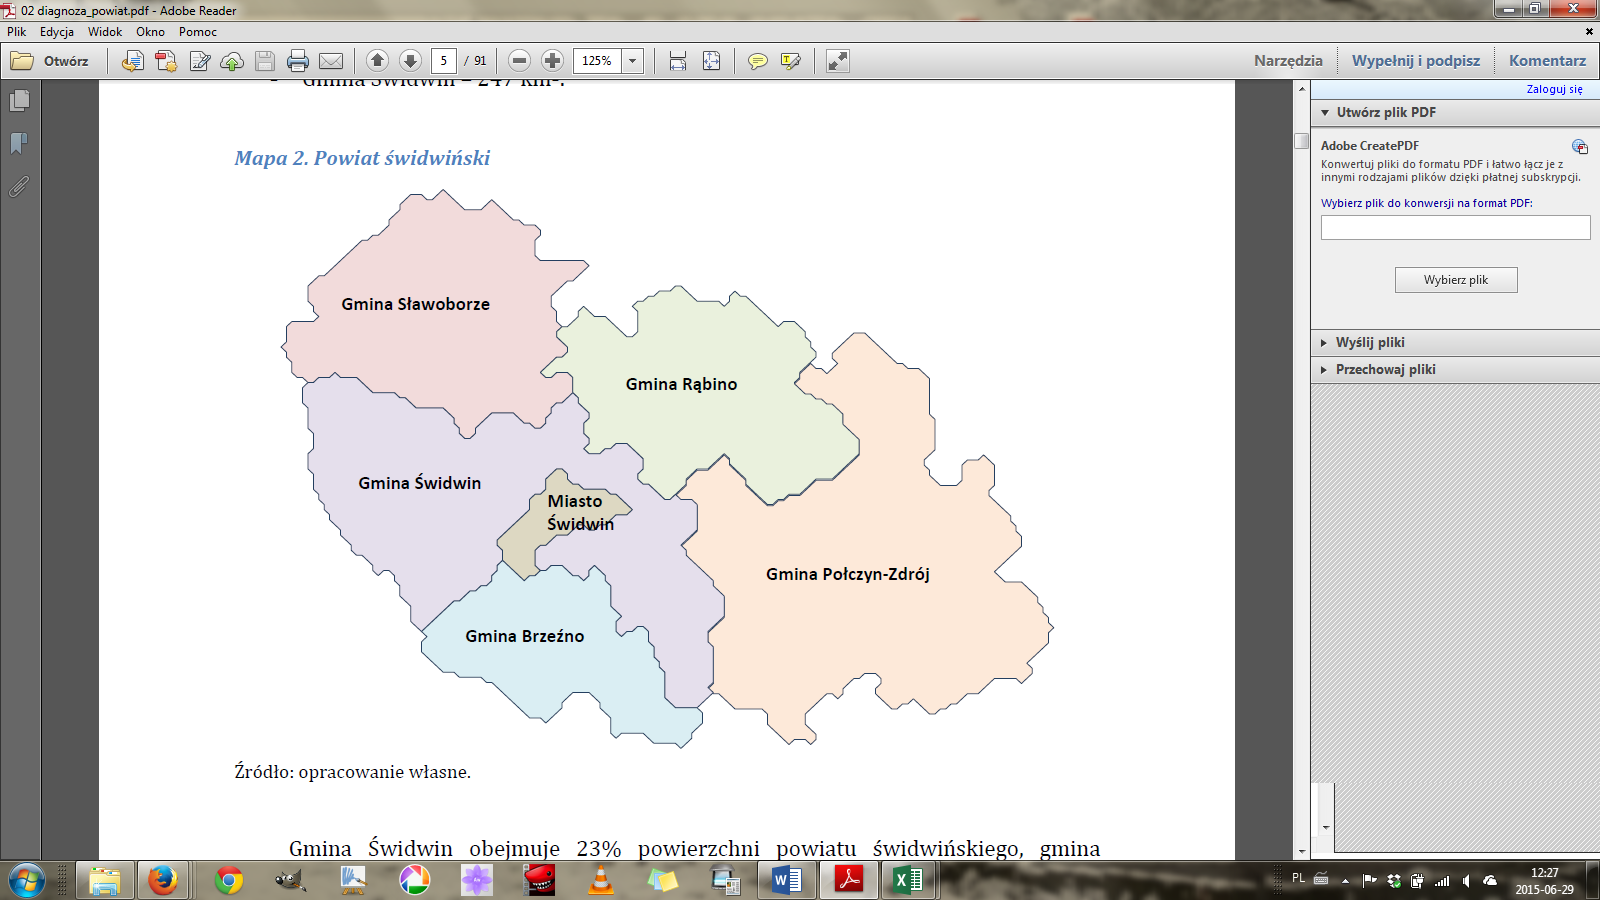 02 diagnoza_powiat.pdf - Adobe Reader
Plik Edycja Widok Okno Pomoc
Otwórz 5 / 91 125% Narzędzia Wypełnij i podpisz Komentarz
Zaloguj się
Utwórz plik PDF
Adobe CreatePDF
Konwertuj pliki do formatu PDF i łatwo łącz je z
innymi rodzajami plików dzięki płatnej subskrypcji.
Wybierz plik do konwersji na format PDF:
Wybierz plik
Wyślij pliki
Przechowaj pliki
- Gmina Świdwin – 247 km².
Mapa 2. Powiat świdwiński
Gmina Sławoborze
Gmina Rąbino
Gmina Świdwin
Miasto
Świdwin
Gmina Połczyn-Zdrój
Gmina Brzeźno
Źródło: opracowanie własne.
Gmina Świdwin obejmuje 23% powierzchni powiatu świdwińskiego, gmina
PL
12:27
2015-06-29